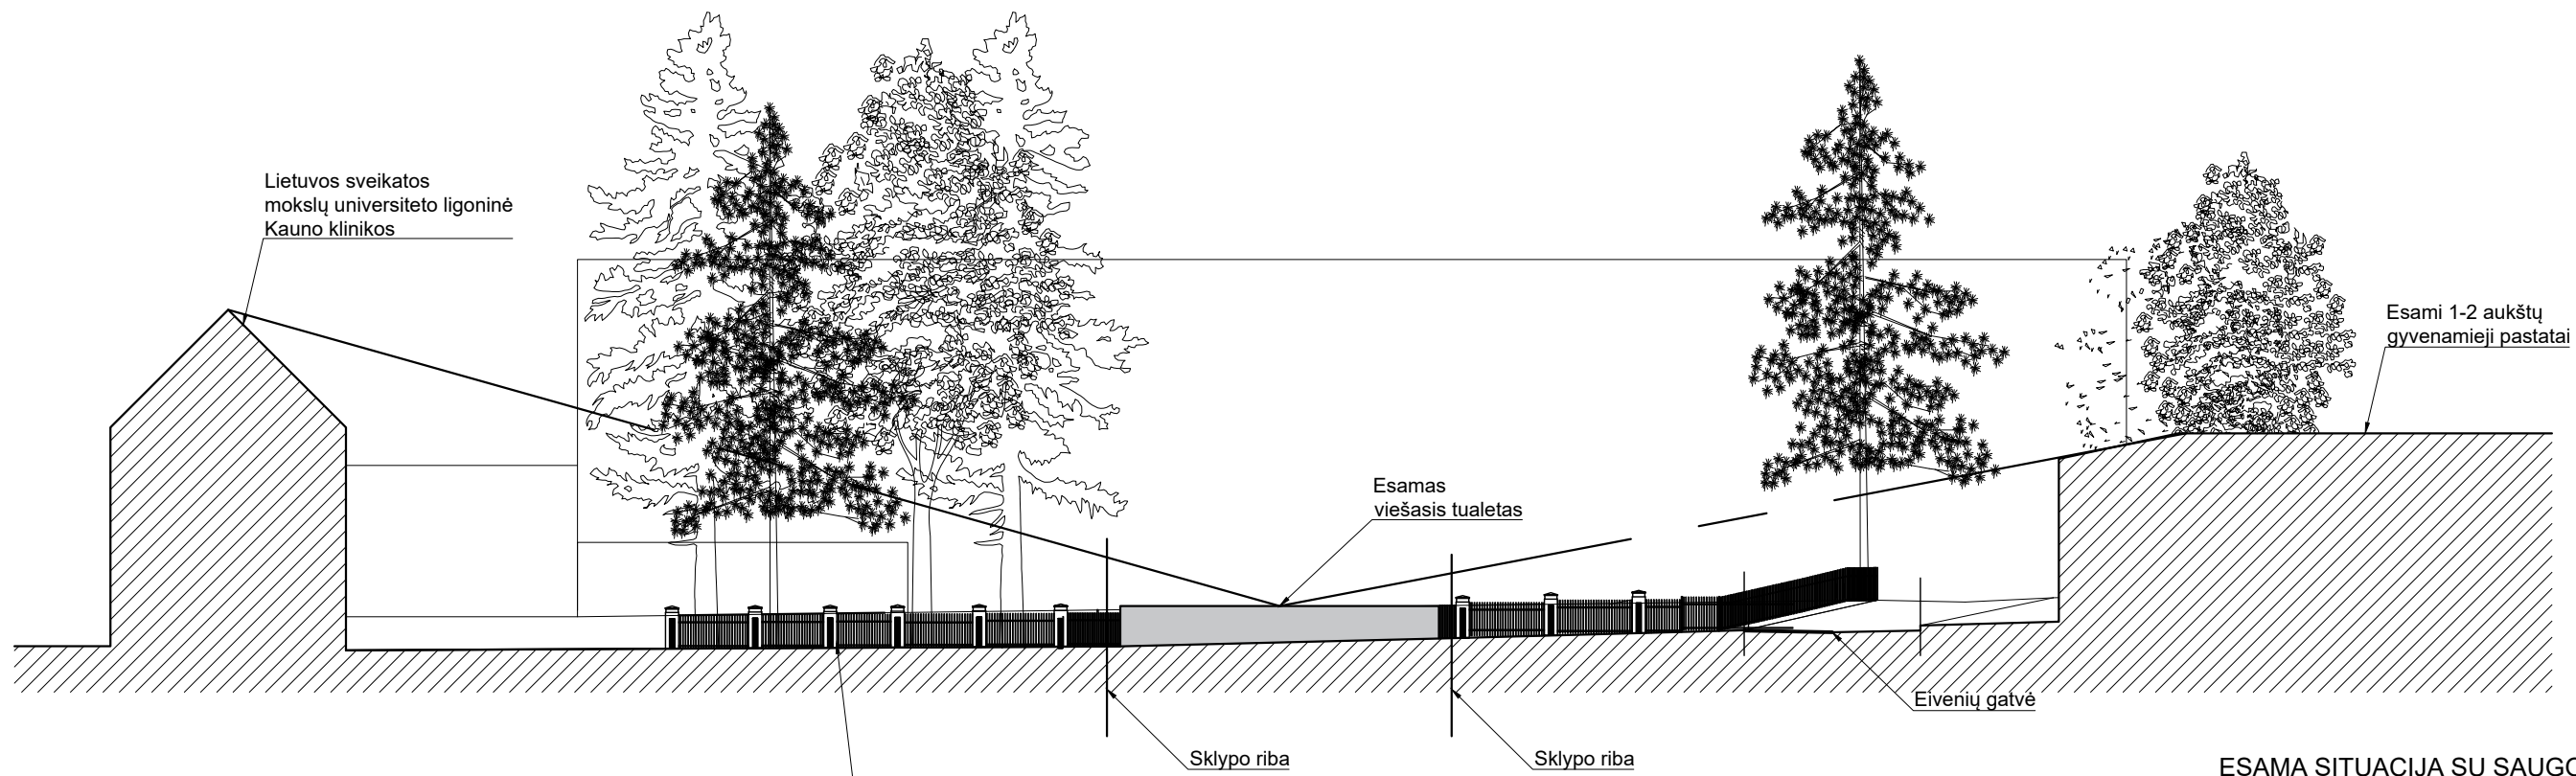 Lietuvos sveikatos
mokslų universiteto ligoninė
Kauno klinikos
Esami 1-2 aukštų
gyvenamieji pastatai
Esamas
viešasis tualetas
Eivenių gatvė
Sklypo riba
Sklypo riba
ESAMA SITUACIJA SU